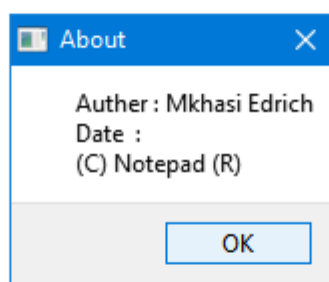 About
Auther : Mkhasi Edrich
Date :
(C) Notepad (R)
OK